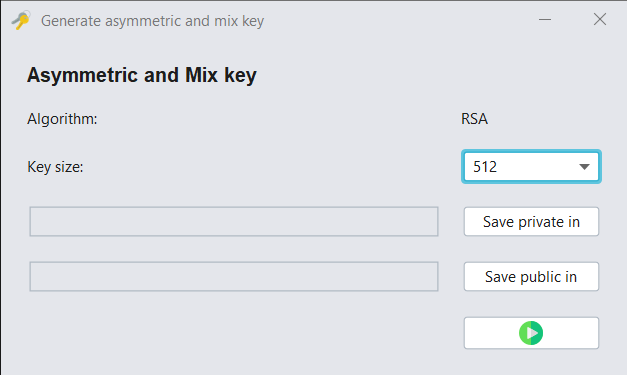 Generate asymmetric and mix key
Asymmetric and Mix key
Algorithm: RSA
Key size: 512
Save private in
Save public in